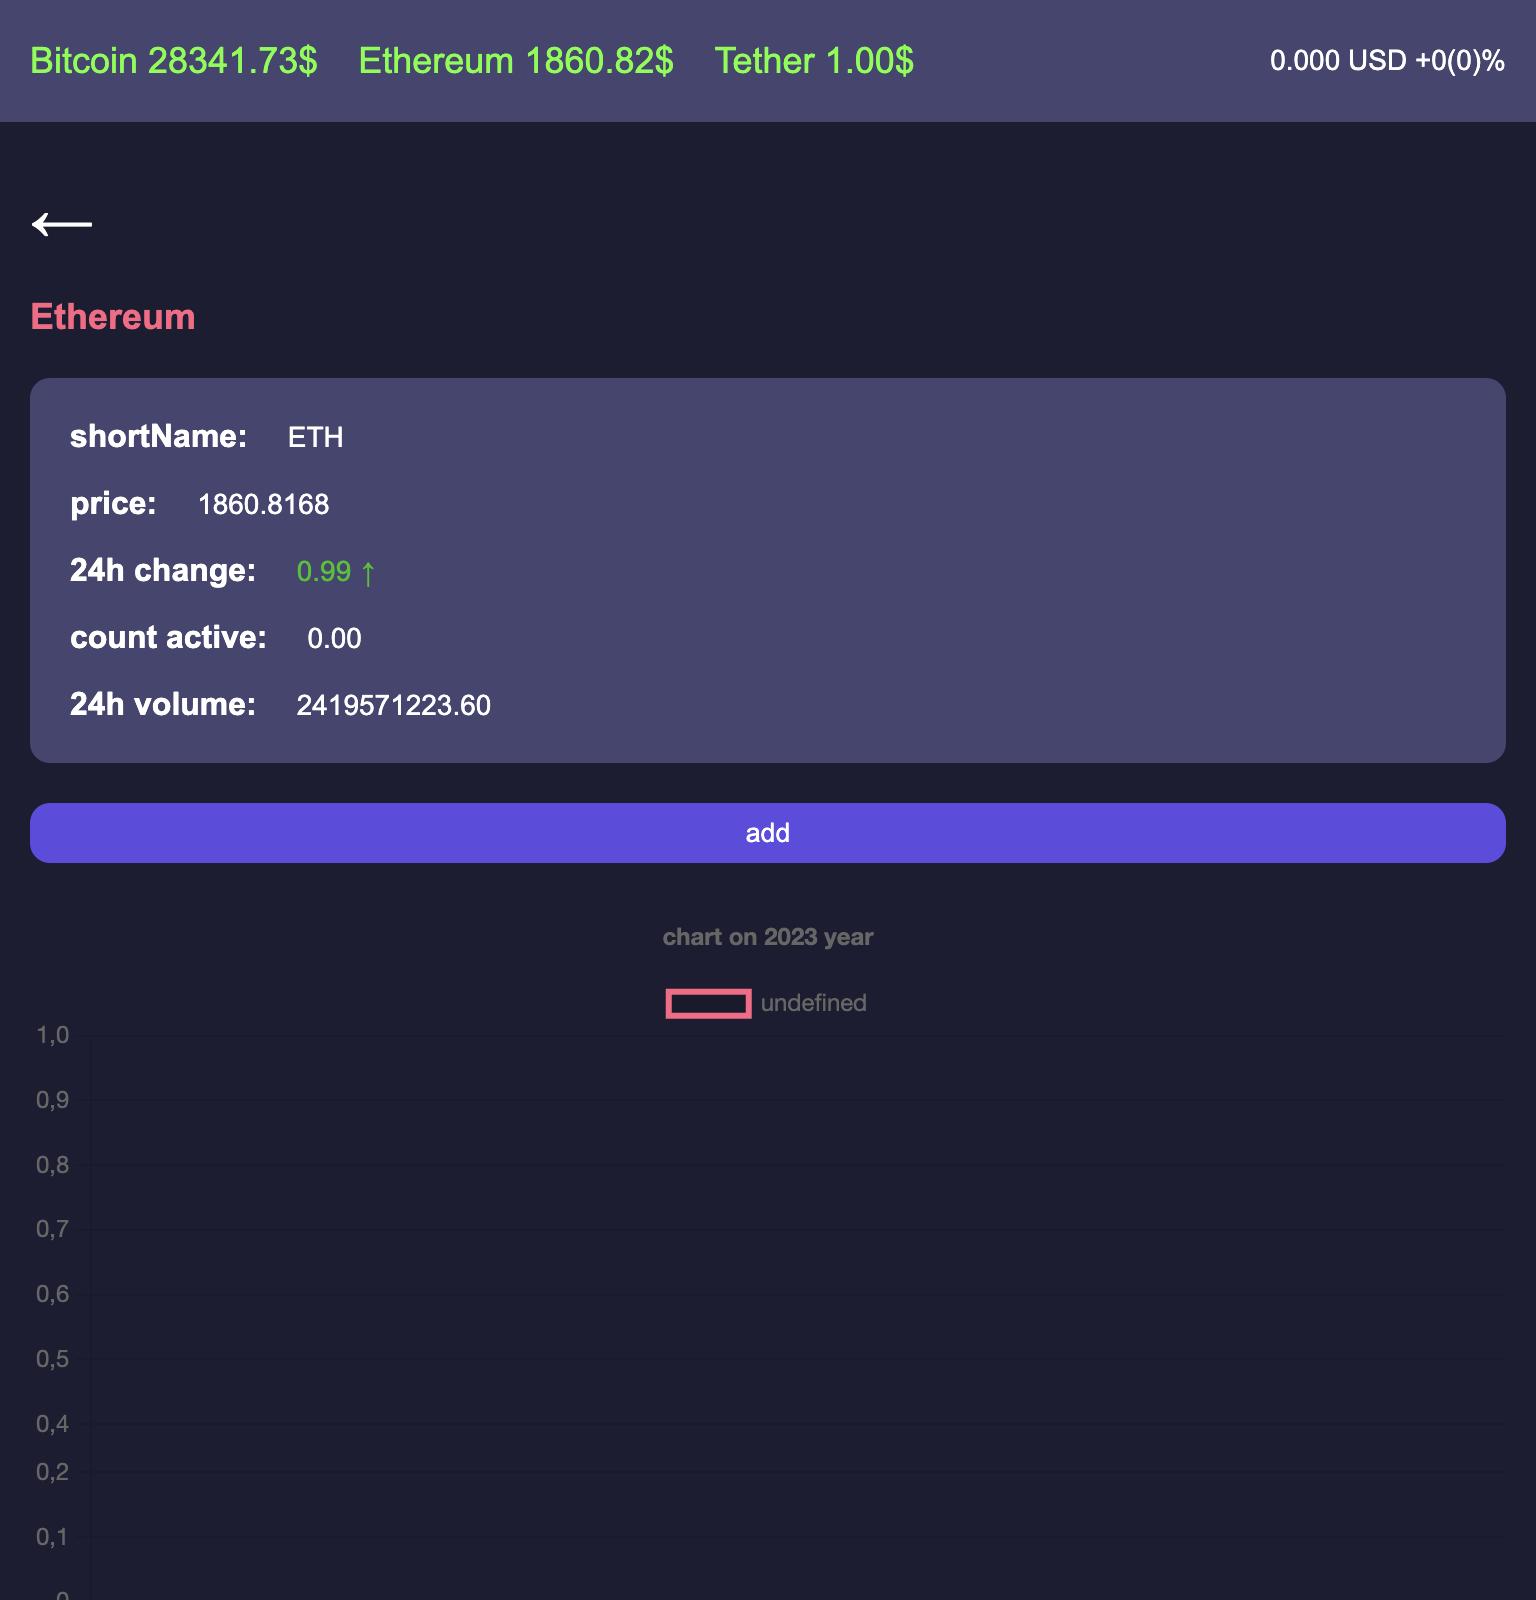 Bitcoin 28341.73$ Ethereum 1860.82$ Tether 1.00$ 0.000 USD +0(0)%
←
Ethereum
shortName: ETH
price: 1860.8168
24h change: 0.99 ↑
count active: 0.00
24h volume: 2419571223.60
add
chart on 2023 year
undefined
1,0
0,9
0,8
0,7
0,6
0,5
0,4
0,2
0,1
0